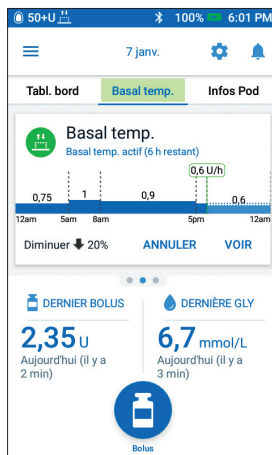 50+U 100% 6:01 PM
7 janv.
Tabl. bord Basal temp. Infos Pod
Basal temp.
Basal temp. actif (6 h restant)
0,6 U/h
0,75 1 0,9 0,6
12am 5am 8am 5pm 12am
Diminuer 20% ANNULER VOIR
DERNIER BOLUS
2,35 U
Aujourd'hui (il y a
2 min)
DERNIÈRE GLY
6,7 mmol/L
Aujourd'hui (il y a
3 min)
Bolus